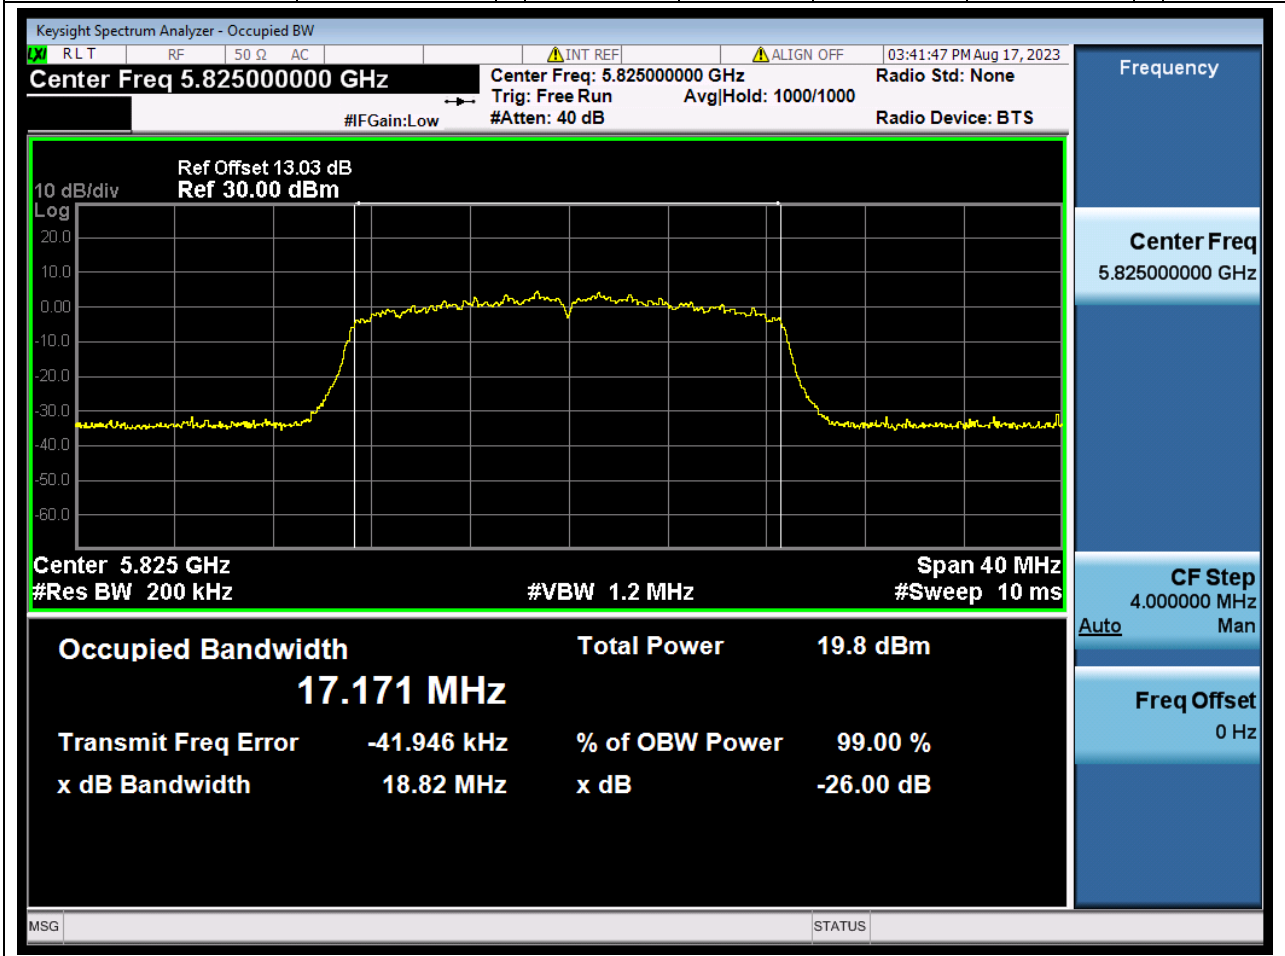 Keysight Spectrum Analyzer - Occupied BW
LXI RLT RF 50 Ω AC INT REF ALIGN OFF 03:41:47 PM Aug 17, 2023
Center Freq 5.825000000 GHz
Center Freq: 5.825000000 GHz
Radio Std: None
Trig: Free Run Avg|Hold: 1000/1000
#IFGain:Low
#Atten: 40 dB
Radio Device: BTS
Ref Offset 13.03 dB
10 dB/div Ref 30.00 dBm
Log
20.0
10.0
0.00
-10.0
-20.0
-30.0
-40.0
-50.0
-60.0
Center 5.825 GHz Span 40 MHz
#Res BW 200 kHz #VBW 1.2 MHz #Sweep 10 ms
Occupied Bandwidth Total Power 19.8 dBm
17.171 MHz
Transmit Freq Error -41.946 kHz % of OBW Power 99.00 %
x dB Bandwidth 18.82 MHz x dB -26.00 dB
Frequency
Center Freq
5.825000000 GHz
CF Step
4.000000 MHz
Auto Man
Freq Offset
0 Hz
MSG STATUS